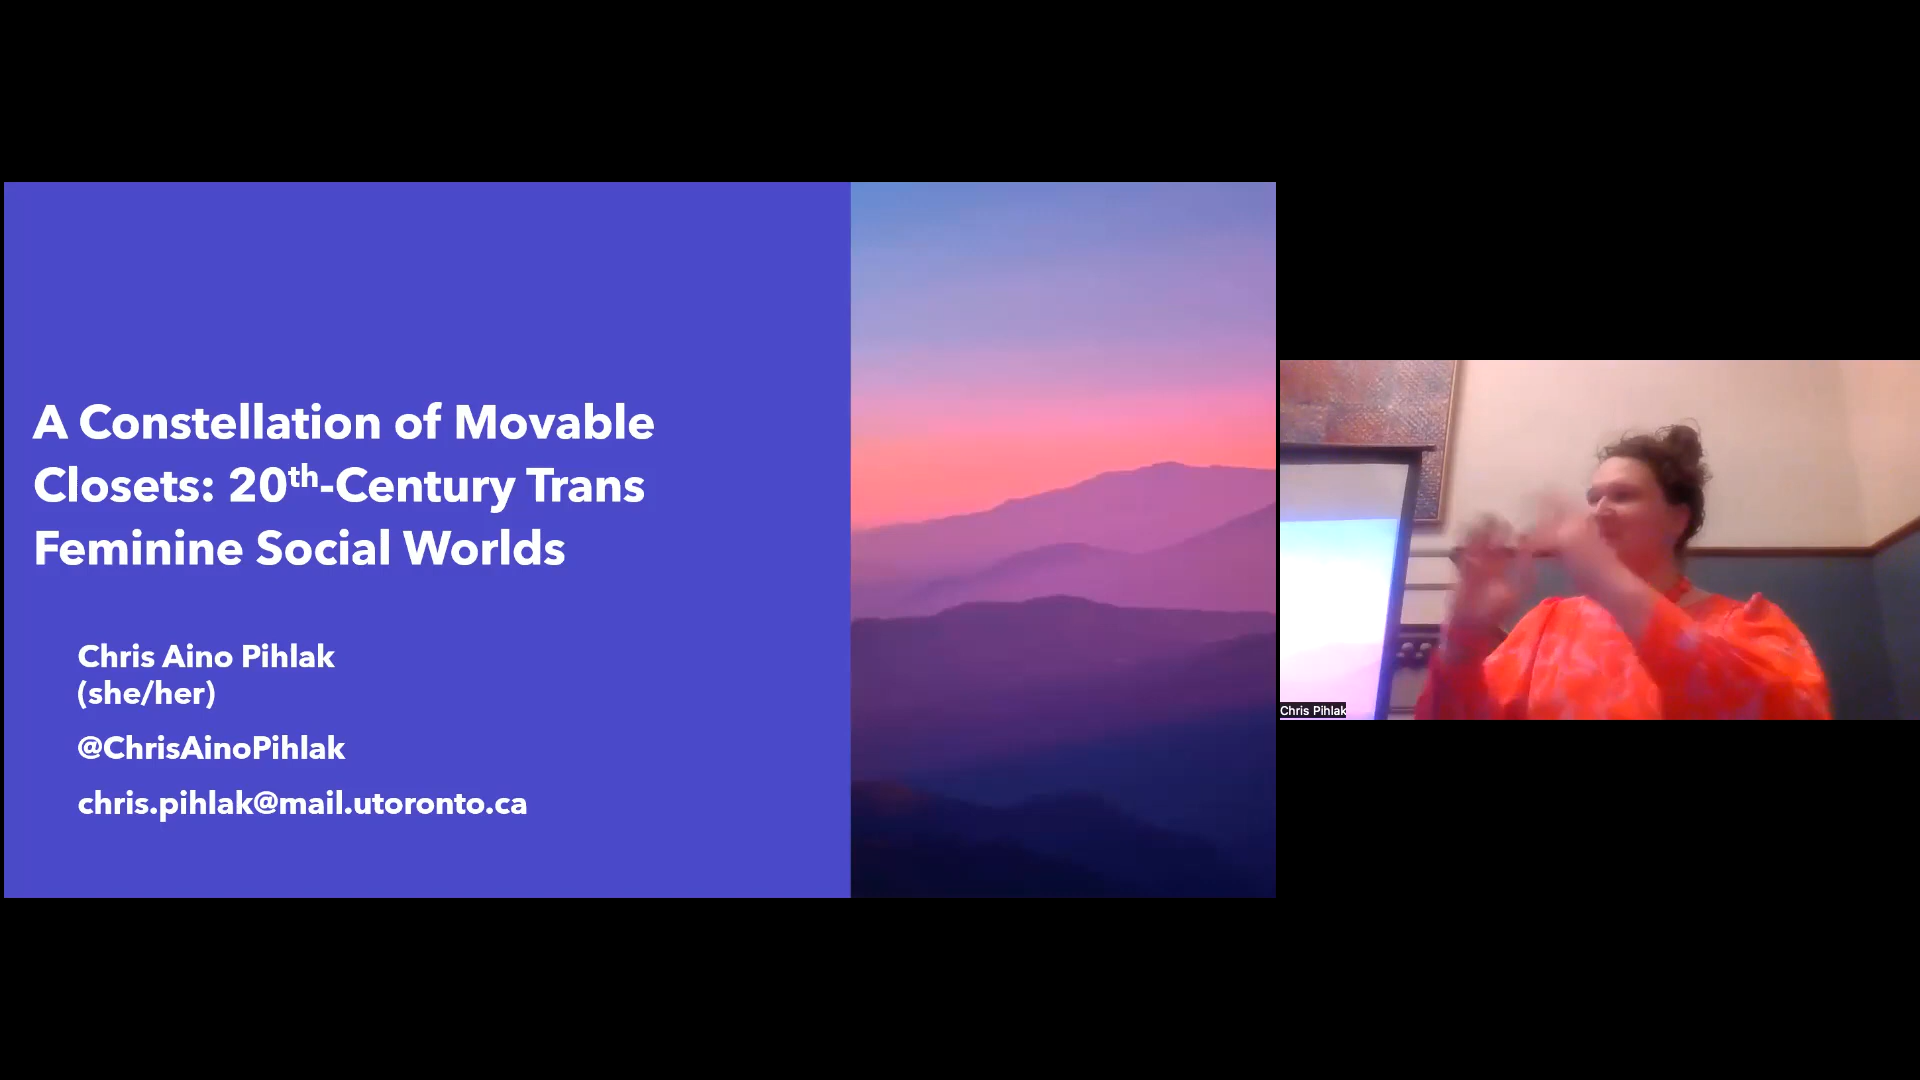 A Constellation of Movable
Closets: 20th-Century Trans
Feminine Social Worlds
Chris Aino Pihlak
(she/her)
@ChrisAinoPihlak
chris.pihlak@mail.utoronto.ca
Chris Pihlak